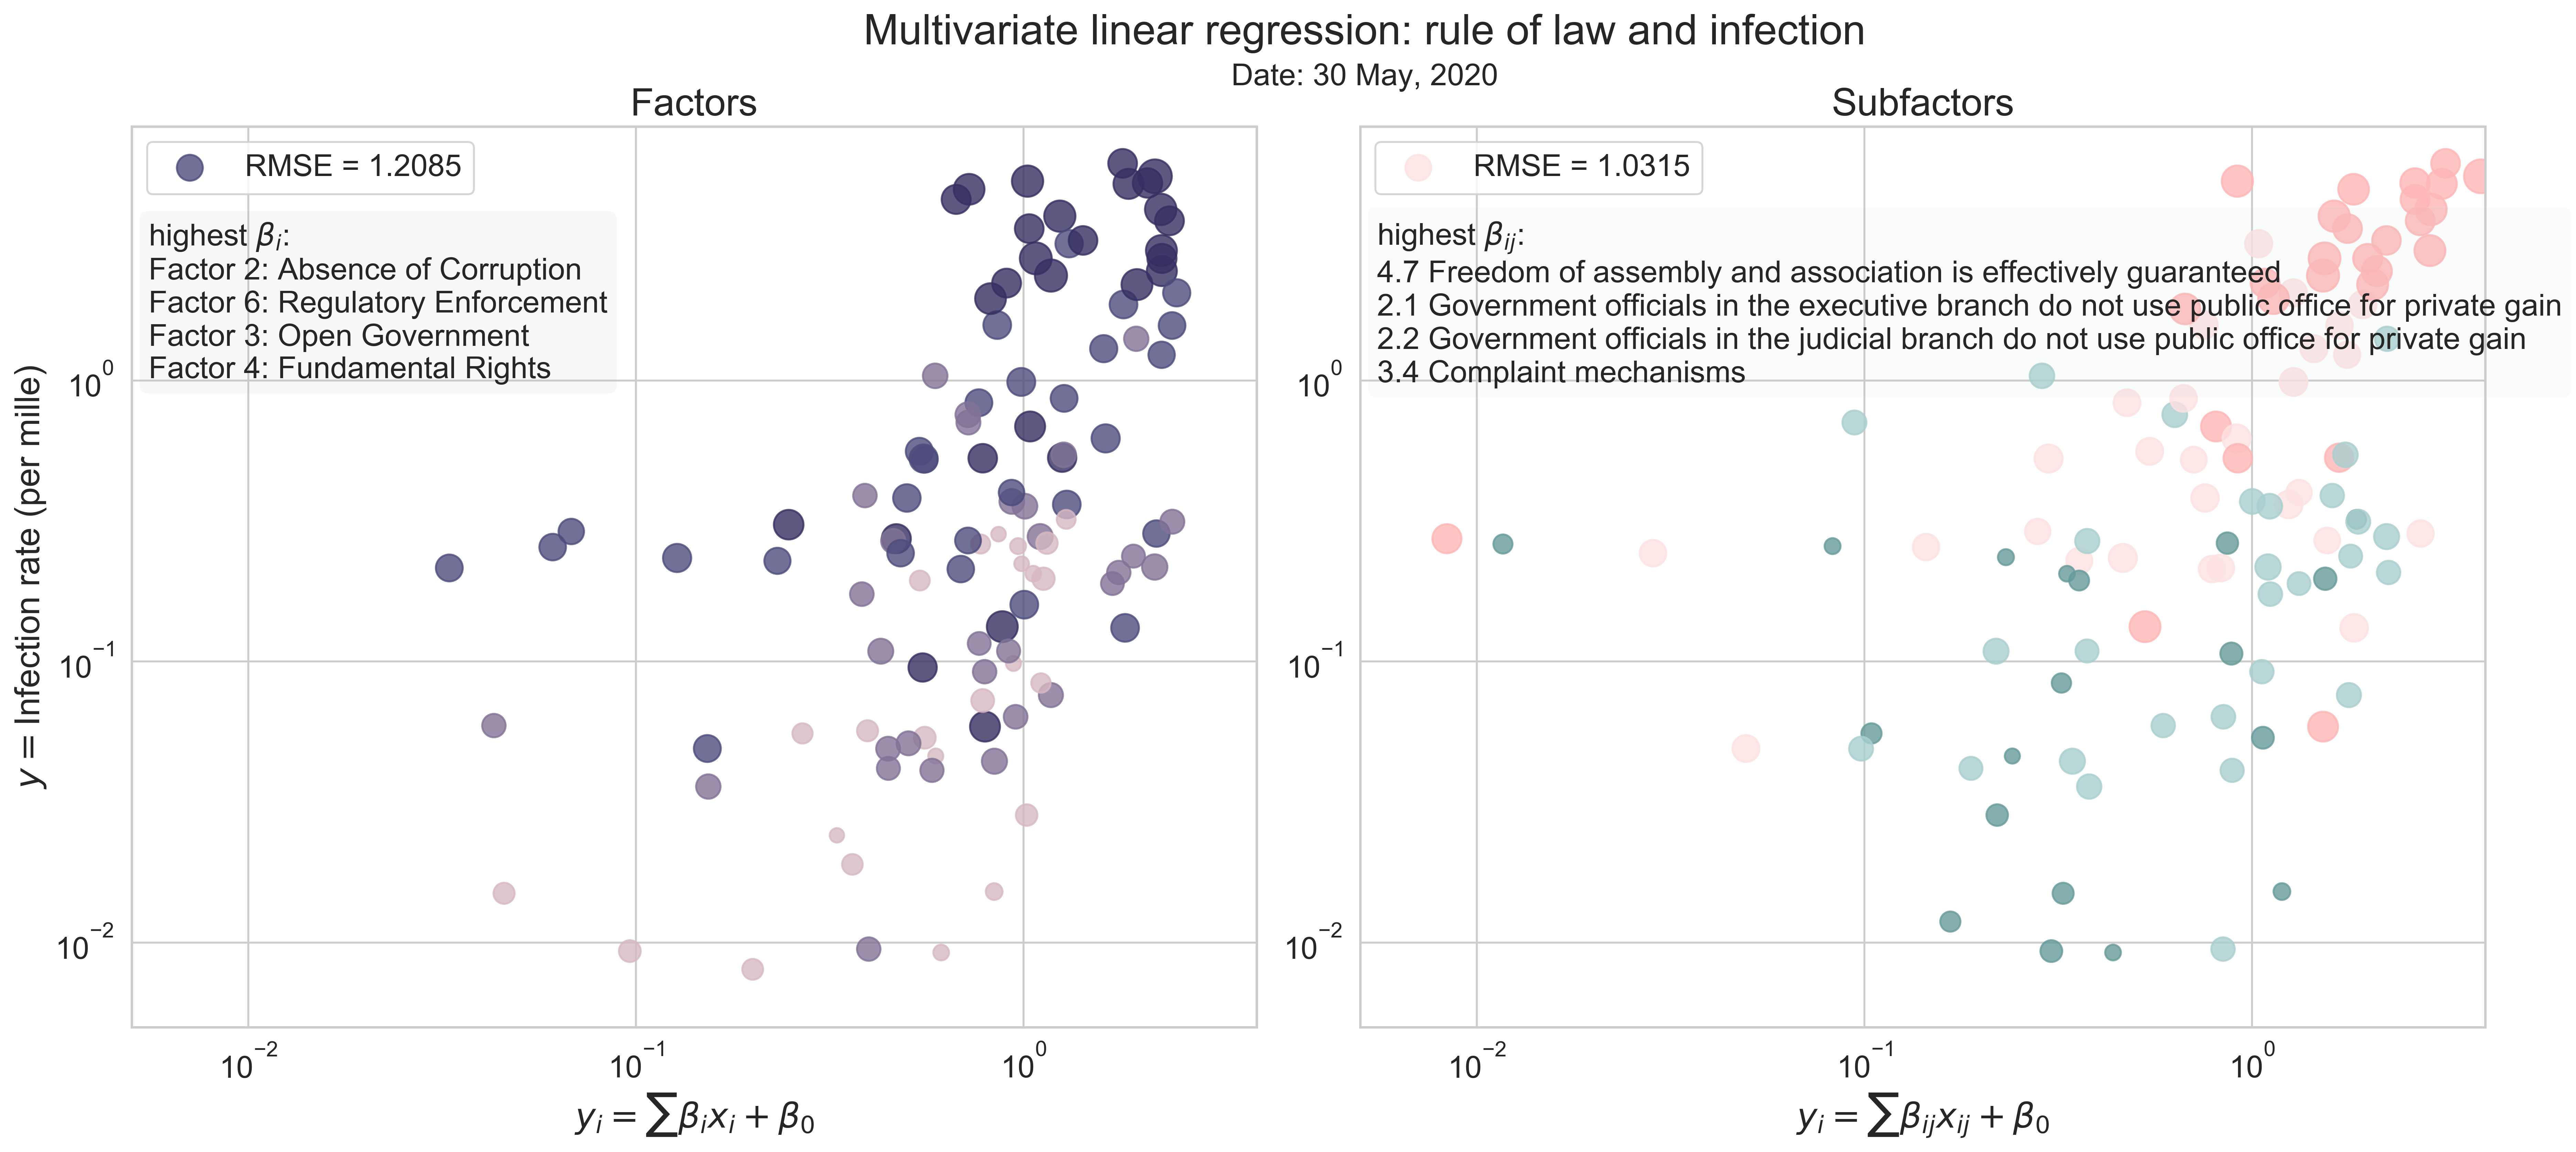 Multivariate linear regression: rule of law and infection
Date: 30 May, 2020
Factors
RMSE = 1.2085
highest βᵢ:
Factor 2: Absence of Corruption
Factor 6: Regulatory Enforcement
Factor 3: Open Government
Factor 4: Fundamental Rights
y = Infection rate (per mille)
10⁰
10⁻¹
10⁻²
10⁻² 10⁻¹ 10⁰
yᵢ = ∑βᵢxᵢ + β₀
Subfactors
RMSE = 1.0315
highest βᵢⱼ:
4.7 Freedom of assembly and association is effectively guaranteed
2.1 Government officials in the executive branch do not use public office for private gain
2.2 Government officials in the judicial branch do not use public office for private gain
3.4 Complaint mechanisms
10⁰
10⁻¹
10⁻²
10⁻² 10⁻¹ 10⁰
yᵢ = ∑βᵢⱼxᵢⱼ + β₀